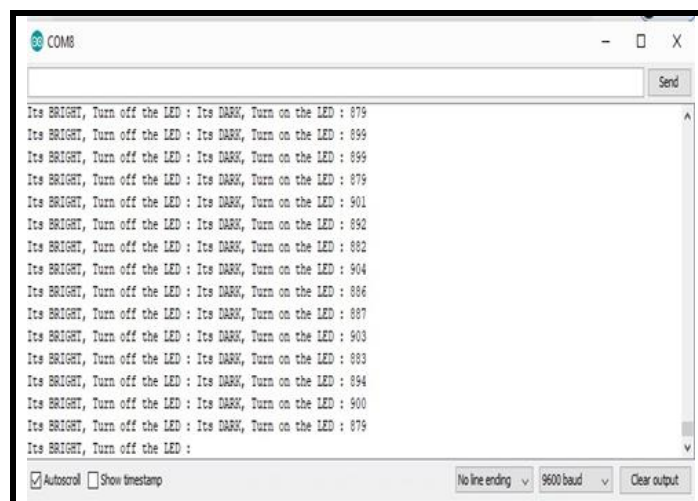 COM8
Send
Its BRIGHT, Turn off the LED : Its DARK, Turn on the LED : 879
Its BRIGHT, Turn off the LED : Its DARK, Turn on the LED : 899
Its BRIGHT, Turn off the LED : Its DARK, Turn on the LED : 899
Its BRIGHT, Turn off the LED : Its DARK, Turn on the LED : 879
Its BRIGHT, Turn off the LED : Its DARK, Turn on the LED : 901
Its BRIGHT, Turn off the LED : Its DARK, Turn on the LED : 892
Its BRIGHT, Turn off the LED : Its DARK, Turn on the LED : 882
Its BRIGHT, Turn off the LED : Its DARK, Turn on the LED : 904
Its BRIGHT, Turn off the LED : Its DARK, Turn on the LED : 886
Its BRIGHT, Turn off the LED : Its DARK, Turn on the LED : 887
Its BRIGHT, Turn off the LED : Its DARK, Turn on the LED : 903
Its BRIGHT, Turn off the LED : Its DARK, Turn on the LED : 883
Its BRIGHT, Turn off the LED : Its DARK, Turn on the LED : 894
Its BRIGHT, Turn off the LED : Its DARK, Turn on the LED : 900
Its BRIGHT, Turn off the LED : Its DARK, Turn on the LED : 879
Its BRIGHT, Turn off the LED :
Autoscroll Show timestamp No line ending 9600 baud Clear output